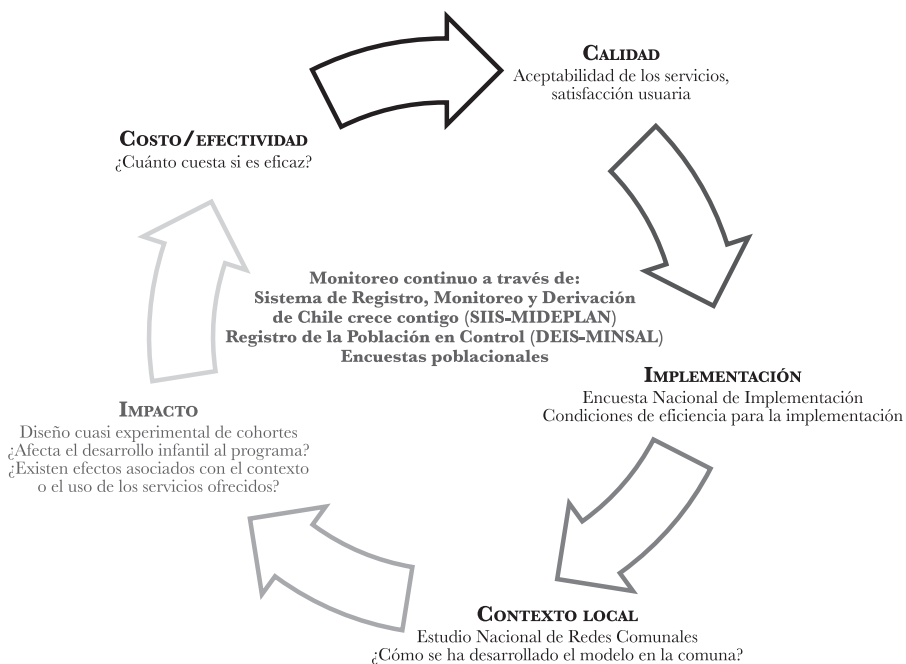 CALIDAD
Aceptabilidad de los servicios,
satisfacción usuaria
COSTO/EFECTIVIDAD
¿Cuánto cuesta si es eficaz?
Monitoreo continuo a través de:
Sistema de Registro, Monitoreo y Derivación
de Chile crece contigo (SIIS-MIDEPLAN)
Registro de la Población en Control (DEIS-MINSAL)
Encuestas poblacionales
IMPLEMENTACIÓN
Encuesta Nacional de Implementación
Condiciones de eficiencia para la implementación
IMPACTO
Diseño cuasi experimental de cohortes
¿Afecta el desarrollo infantil al programa?
¿Existen efectos asociados con el contexto
o el uso de los servicios ofrecidos?
CONTEXTO LOCAL
Estudio Nacional de Redes Comunales
¿Cómo se ha desarrollado el modelo en la comuna?